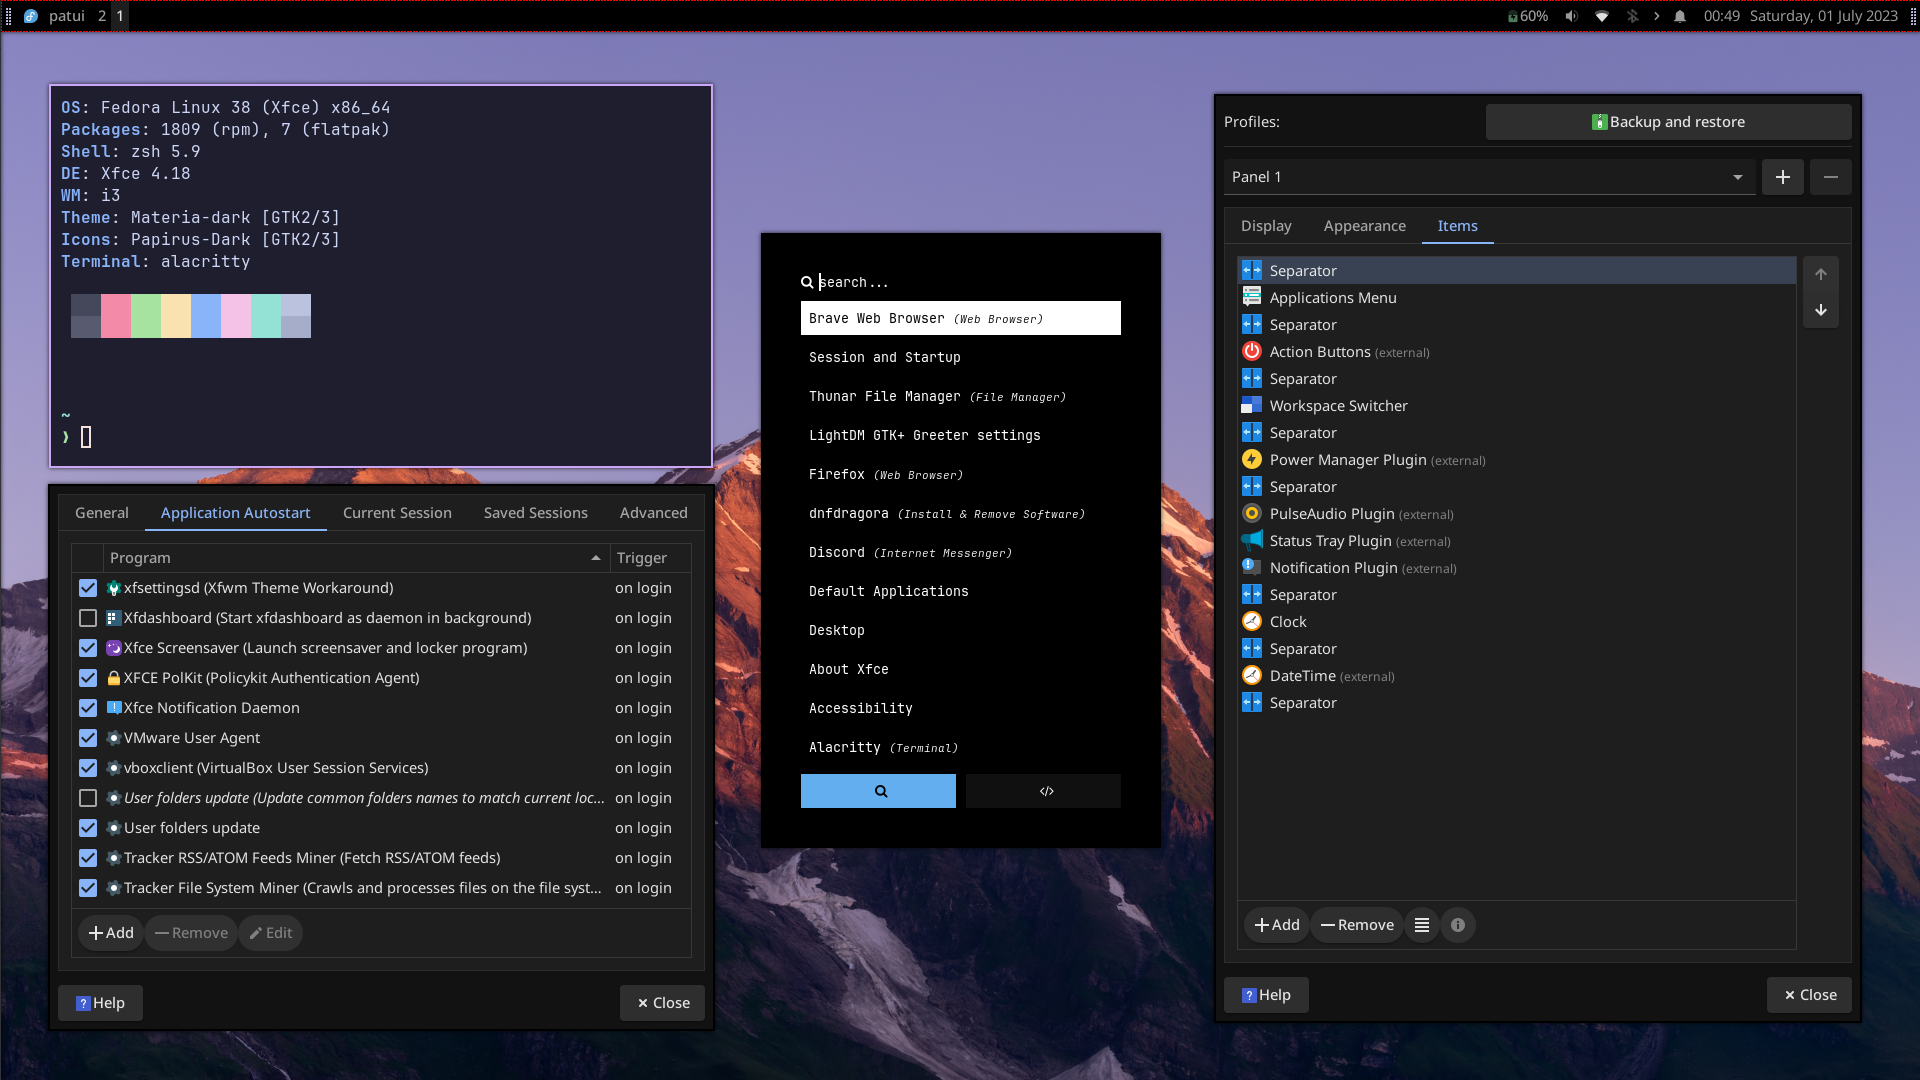 patui 2 1
60% 00:49 Saturday, 01 July 2023
OS: Fedora Linux 38 (Xfce) x86_64
Packages: 1809 (rpm), 7 (flatpak)
Shell: zsh 5.9
DE: Xfce 4.18
WM: i3
Theme: Materia-dark [GTK2/3]
Icons: Papirus-Dark [GTK2/3]
Terminal: alacritty
~
❯
General Application Autostart Current Session Saved Sessions Advanced
Program Trigger
xfsettingsd (Xfwm Theme Workaround) on login
Xfdashboard (Start xfdashboard as daemon in background) on login
Xfce Screensaver (Launch screensaver and locker program) on login
XFCE PolKit (Policykit Authentication Agent) on login
Xfce Notification Daemon on login
VMware User Agent on login
vboxclient (VirtualBox User Session Services) on login
User folders update (Update common folders names to match current loc... on login
User folders update on login
Tracker RSS/ATOM Feeds Miner (Fetch RSS/ATOM feeds) on login
Tracker File System Miner (Crawls and processes files on the file syst... on login
Add Remove Edit
Help Close
search...
Brave Web Browser (Web Browser)
Session and Startup
Thunar File Manager (File Manager)
LightDM GTK+ Greeter settings
Firefox (Web Browser)
dnfdragora (Install & Remove Software)
Discord (Internet Messenger)
Default Applications
Desktop
About Xfce
Accessibility
Alacritty (Terminal)
</>
Profiles: Backup and restore
Panel 1
Display Appearance Items
Separator
Applications Menu
Separator
Action Buttons (external)
Separator
Workspace Switcher
Separator
Power Manager Plugin (external)
Separator
PulseAudio Plugin (external)
Status Tray Plugin (external)
Notification Plugin (external)
Separator
Clock
Separator
DateTime (external)
Separator
Add Remove
Help Close